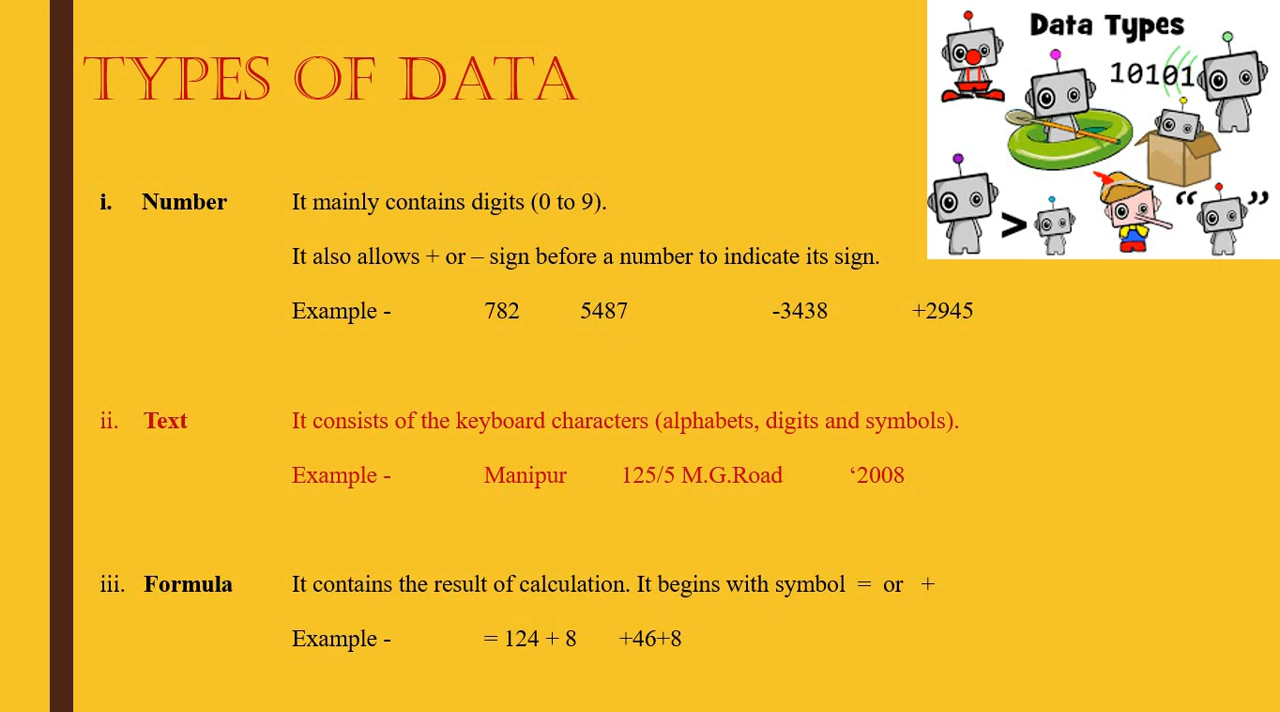 TYPES OF DATA
Data Types
10101
>
“ ”
i. Number It mainly contains digits (0 to 9).
It also allows + or – sign before a number to indicate its sign.
Example - 782 5487 -3438 +2945
ii. Text It consists of the keyboard characters (alphabets, digits and symbols).
Example - Manipur 125/5 M.G.Road ‘2008
iii. Formula It contains the result of calculation. It begins with symbol = or +
Example - = 124 + 8 +46+8